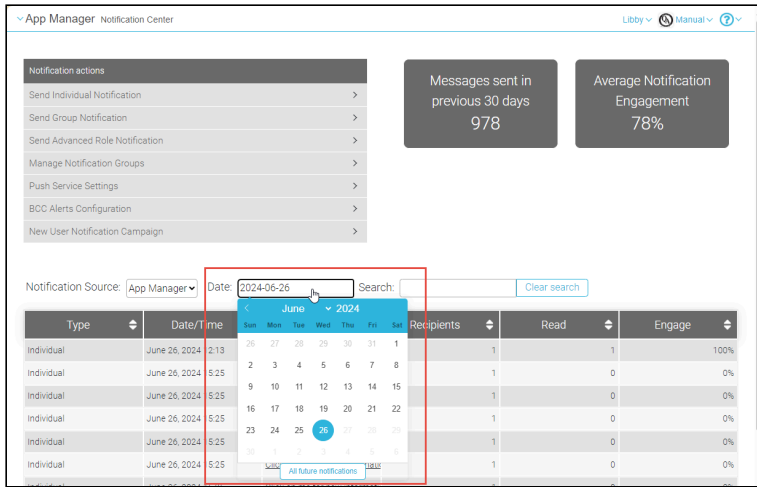 App Manager Notification Center
Libby Manual ?
Notification actions
Send Individual Notification
Send Group Notification
Send Advanced Role Notification
Manage Notification Groups
Push Service Settings
BCC Alerts Configuration
New User Notification Campaign
Messages sent in
previous 30 days
978
Average Notification
Engagement
78%
Notification Source: App Manager Date: 2024-06-26 Search: Clear search
Type Date/Time Recipients Read Engage
June 2024
Sun Mon Tue Wed Thu Fri Sat
26 27 28 29 30 31 1
2 3 4 5 6 7 8
9 10 11 12 13 14 15
16 17 18 19 20 21 22
23 24 25 26 27 28 29
30 1 2 3 4 5 6
All future notifications
Individual June 26, 2024 12:13 1 1 100%
Individual June 26, 2024 15:25 1 0 0%
Individual June 26, 2024 15:25 1 0 0%
Individual June 26, 2024 15:25 1 0 0%
Individual June 26, 2024 15:25 1 0 0%
Individual June 26, 2024 15:25 1 0 0%